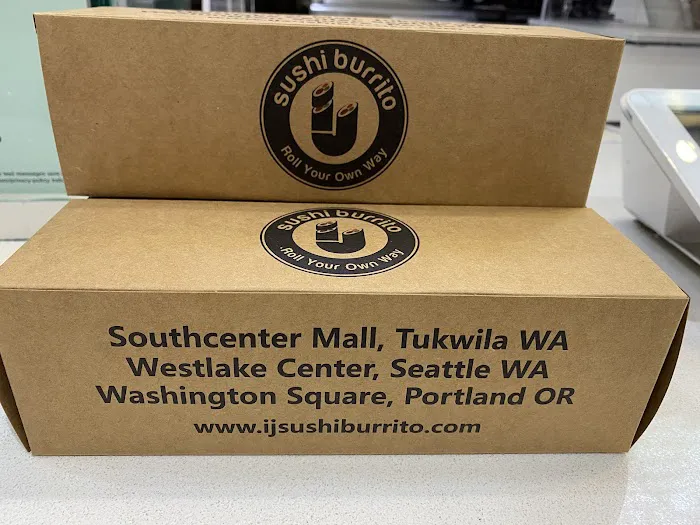 sushi burrito
Roll Your Own Way
sushi burrito
Roll Your Own Way
Southcenter Mall, Tukwila WA
Westlake Center, Seattle WA
Washington Square, Portland OR
www.ijsushiburrito.com